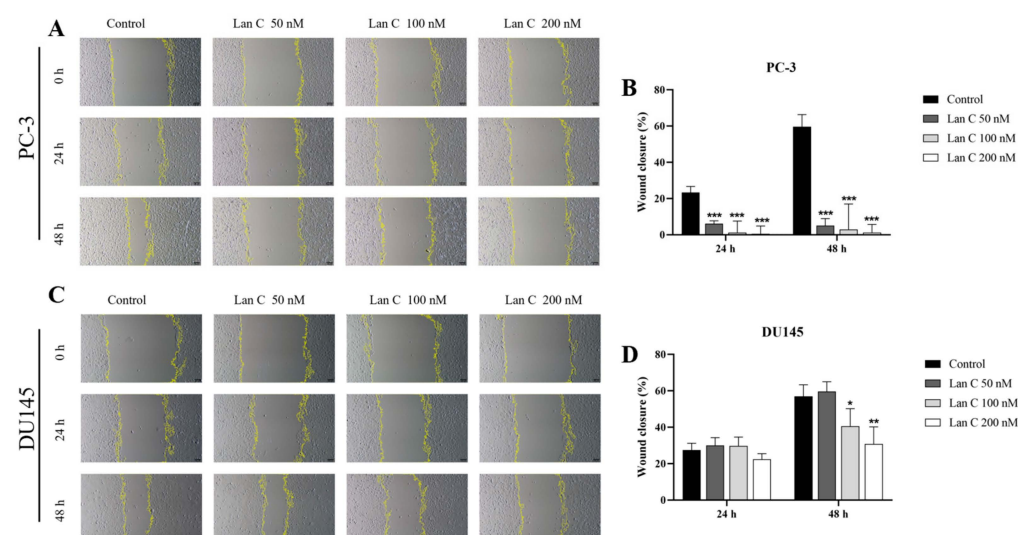 A
Control Lan C 50 nM Lan C 100 nM Lan C 200 nM
PC-3
0 h
24 h
48 h
B
PC-3
Wound closure (%)
80
60
40
20
0
*** *** ***
*** *** ***
24 h 48 h
Control
Lan C 50 nM
Lan C 100 nM
Lan C 200 nM
C
Control Lan C 50 nM Lan C 100 nM Lan C 200 nM
DU145
0 h
24 h
48 h
D
DU145
Wound closure (%)
80
60
40
20
0
* **
24 h 48 h
Control
Lan C 50 nM
Lan C 100 nM
Lan C 200 nM